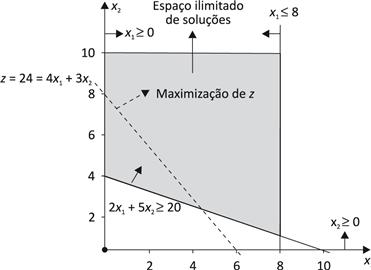 x₂
Espaço ilimitado
de soluções
x₁ ≤ 8
x₁ ≥ 0
10
z = 24 = 4x₁ + 3x₂
8
Maximização de z
6
4
2x₁ + 5x₂ ≥ 20
2
x₂ ≥ 0
0
2
4
6
8
10
x